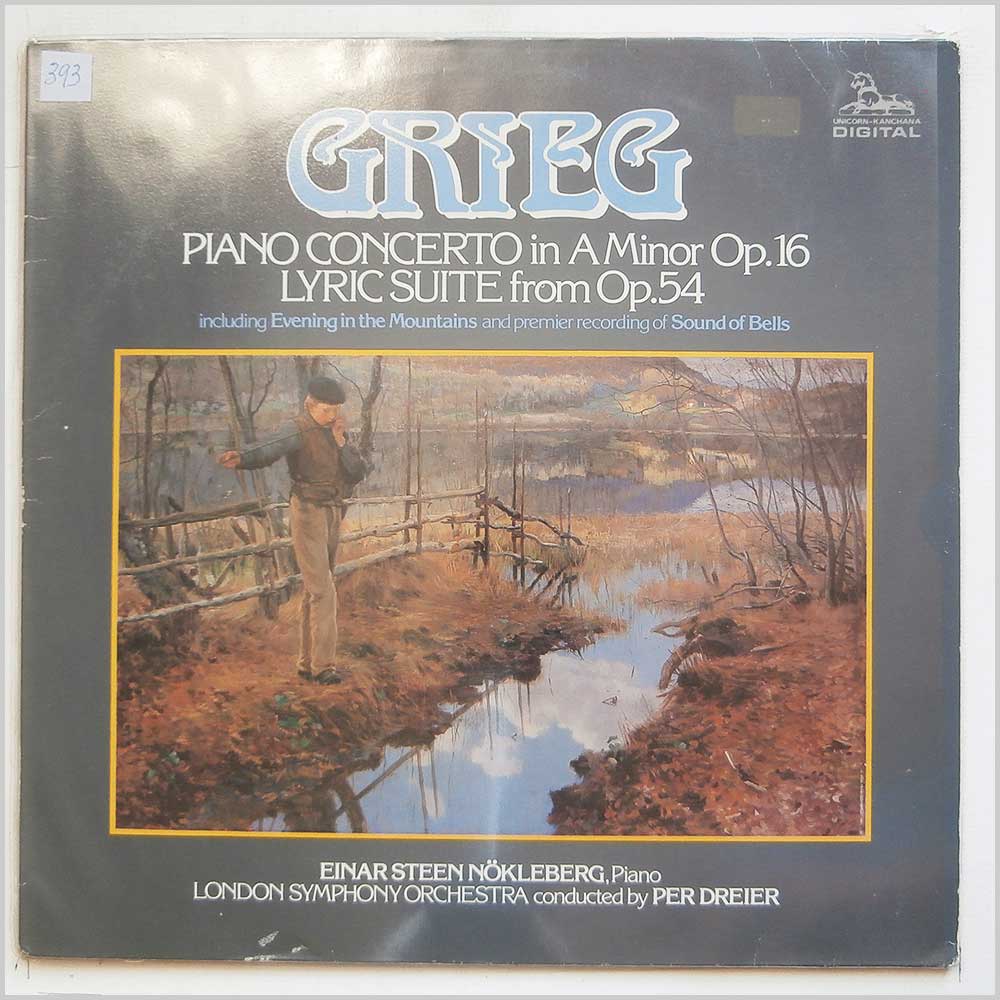 393
UNICORN-KANCHANA
DIGITAL
GRIEG
PIANO CONCERTO in A Minor Op.16
LYRIC SUITE from Op.54
including Evening in the Mountains and premier recording of Sound of Bells
EINAR STEEN NÖKLEBERG, Piano
LONDON SYMPHONY ORCHESTRA conducted by PER DREIER